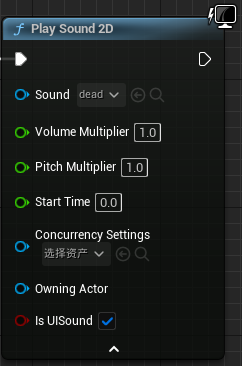 f Play Sound 2D
Sound dead
Volume Multiplier 1.0
Pitch Multiplier 1.0
Start Time 0.0
Concurrency Settings
选择资产
Owning Actor
Is UISound